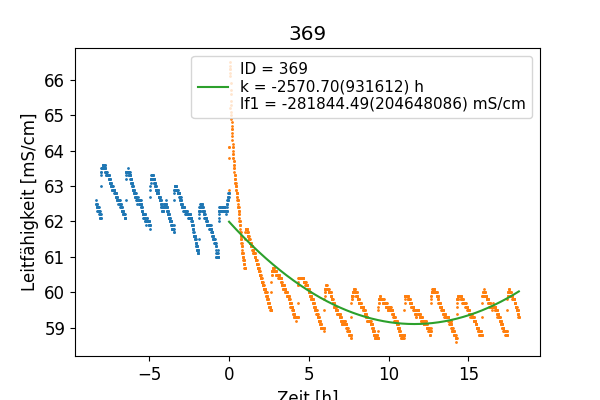 369
ID = 369
k = -2570.70(931612) h
lf1 = -281844.49(204648086) mS/cm
Leitfähigkeit [mS/cm]
66
65
64
63
62
61
60
59
−5
0
5
10
15
Zeit [h]